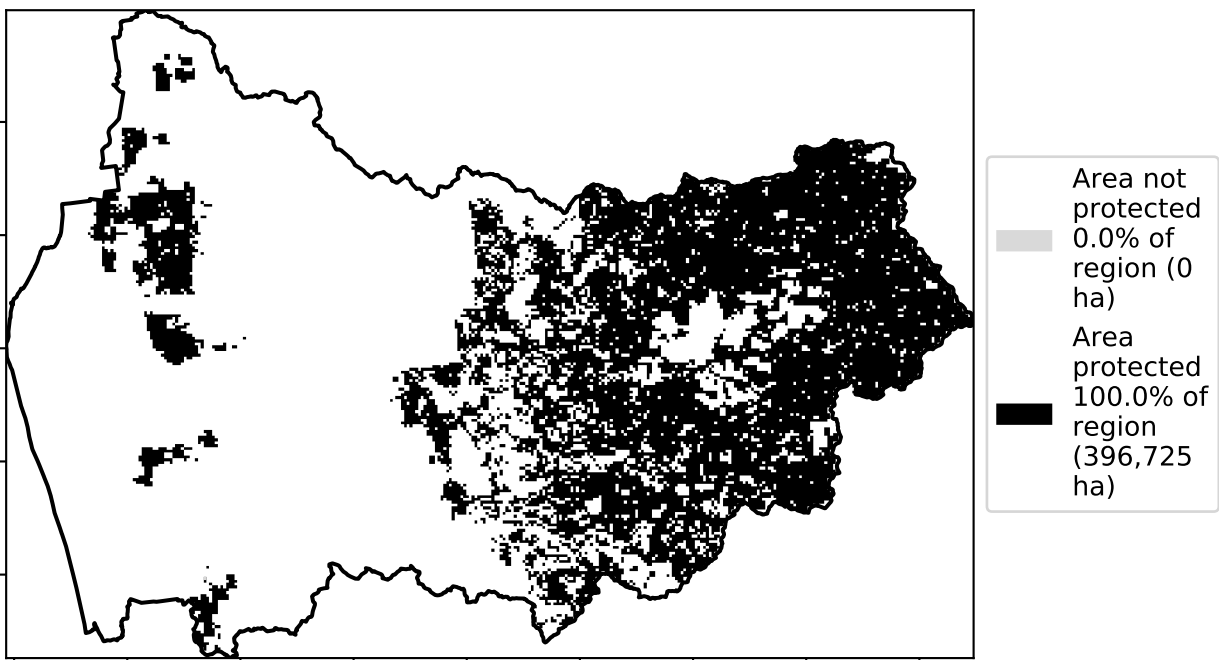 Area not
protected
0.0% of
region (0
ha)
Area
protected
100.0% of
region
(396,725
ha)